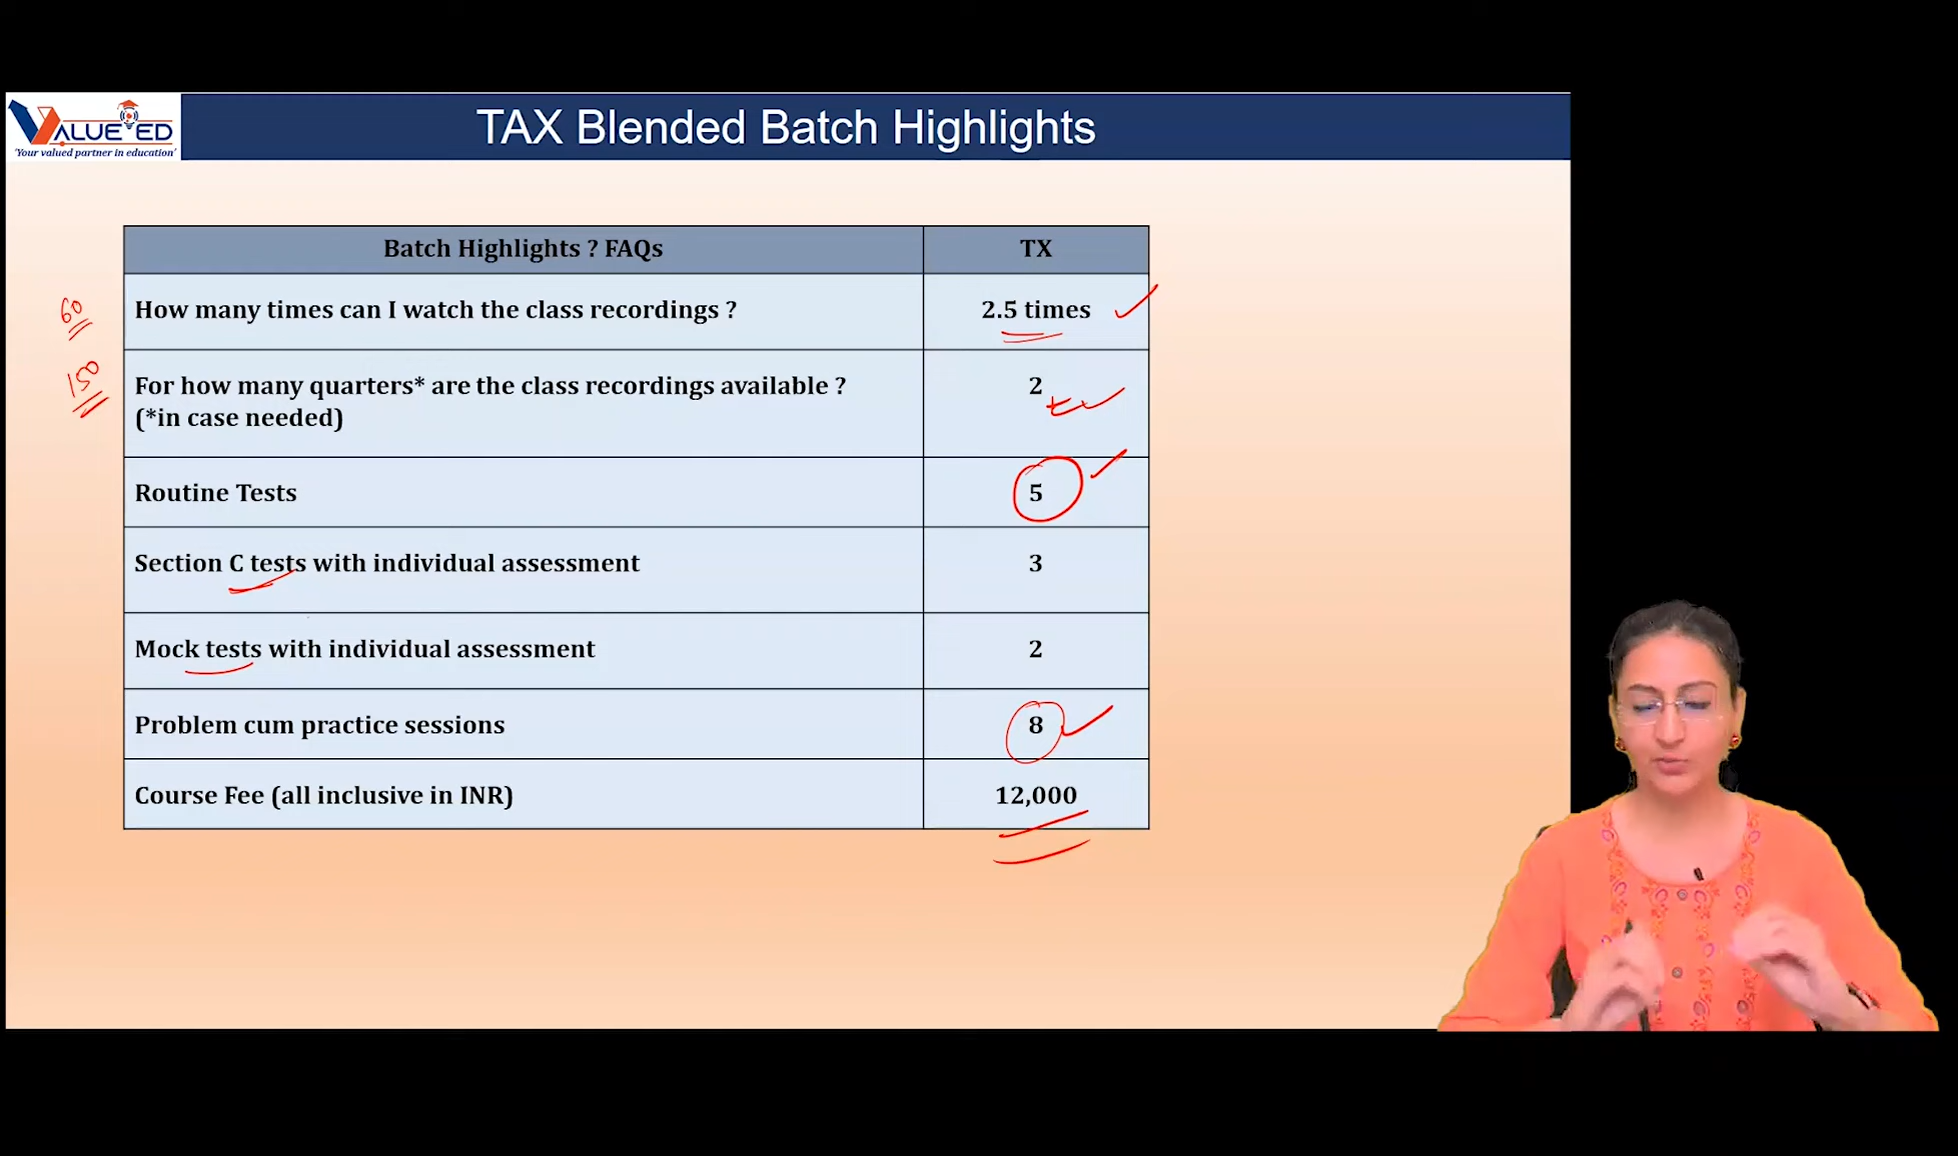 VALUE ED
'Your valued partner in education'
TAX Blended Batch Highlights
Batch Highlights ? FAQs TX
60
How many times can I watch the class recordings ? 2.5 times
150
For how many quarters* are the class recordings available ? 2
(*in case needed)
Routine Tests 5
Section C tests with individual assessment 3
Mock tests with individual assessment 2
Problem cum practice sessions 8
Course Fee (all inclusive in INR) 12,000